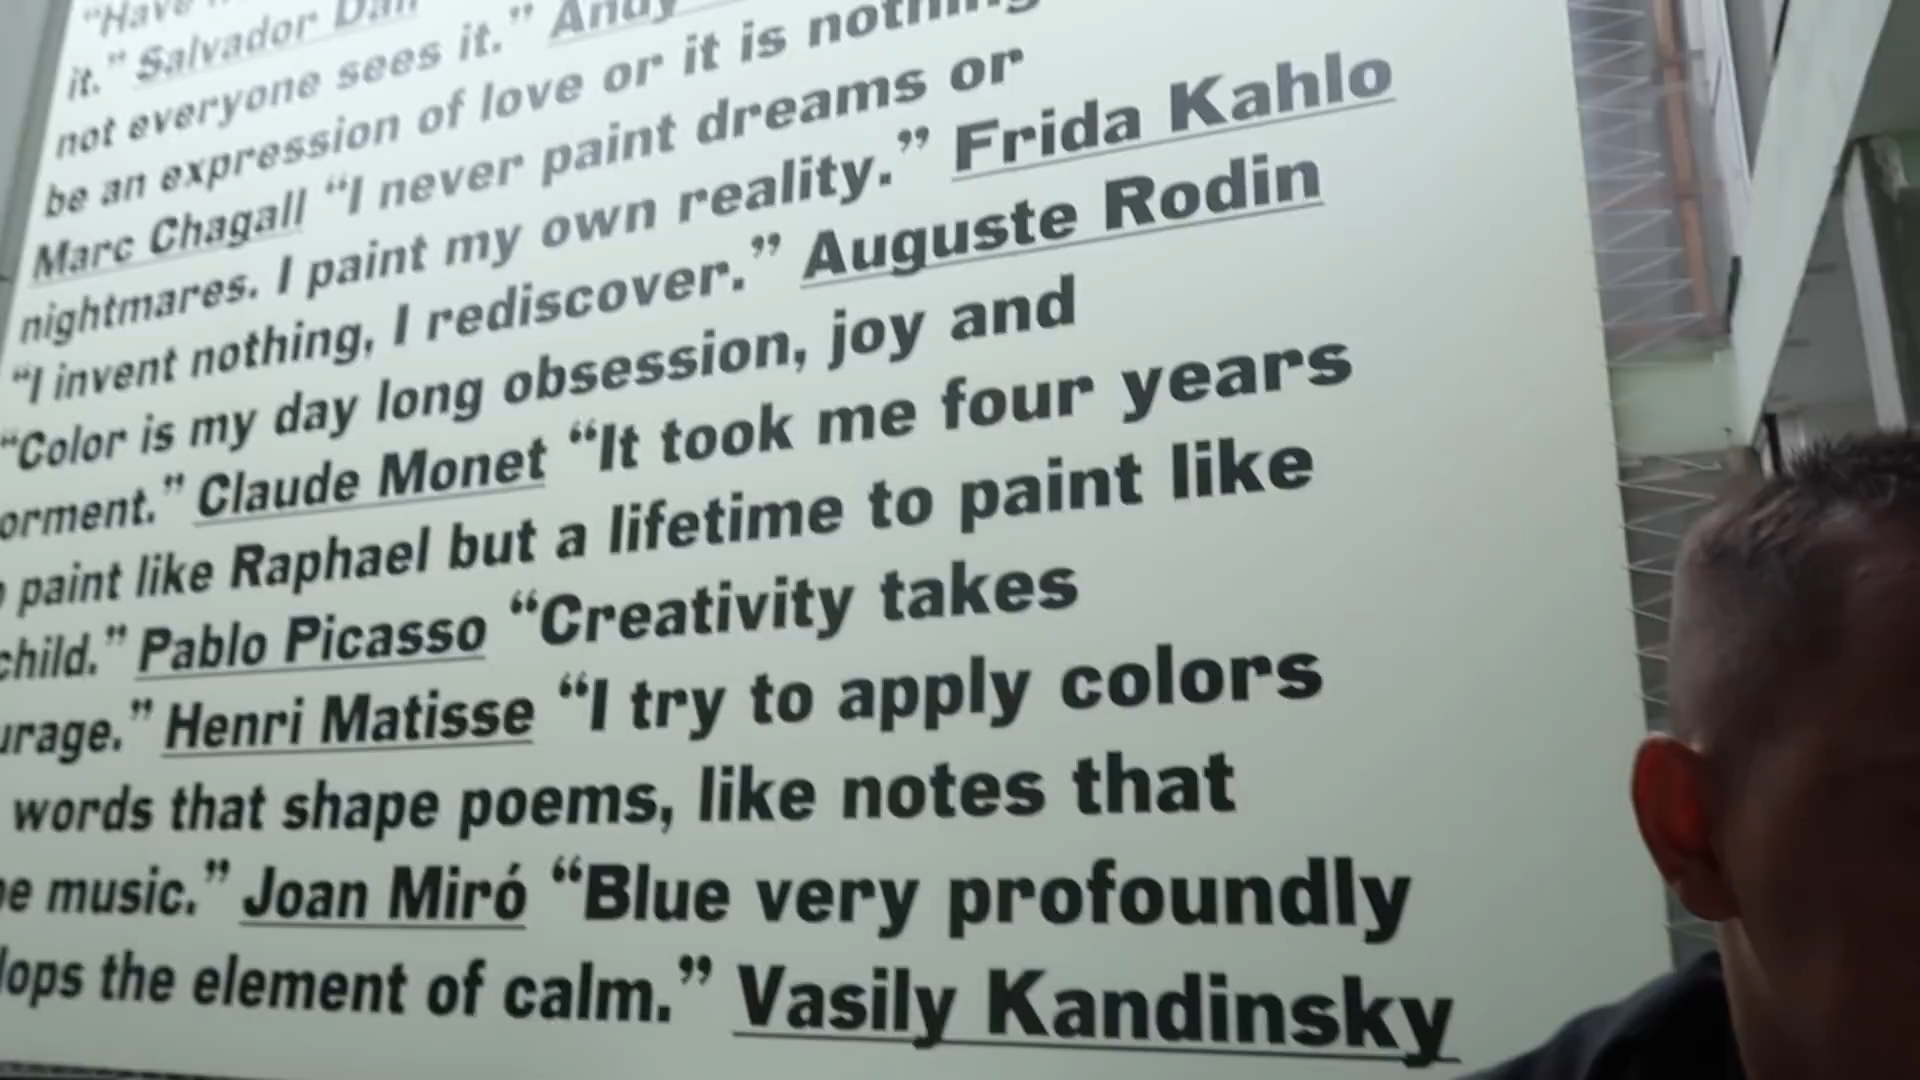 "Have
it." Salvador Dalí
not everyone sees it." Andy
be an expression of love or it is nothing
Marc Chagall "I never paint dreams or
nightmares. I paint my own reality." Frida Kahlo
"I invent nothing, I rediscover." Auguste Rodin
"Color is my day long obsession, joy and
orment." Claude Monet "It took me four years
paint like Raphael but a lifetime to paint like
child." Pablo Picasso "Creativity takes
urage." Henri Matisse "I try to apply colors
words that shape poems, like notes that
music." Joan Miró "Blue very profoundly
lops the element of calm." Vasily Kandinsky